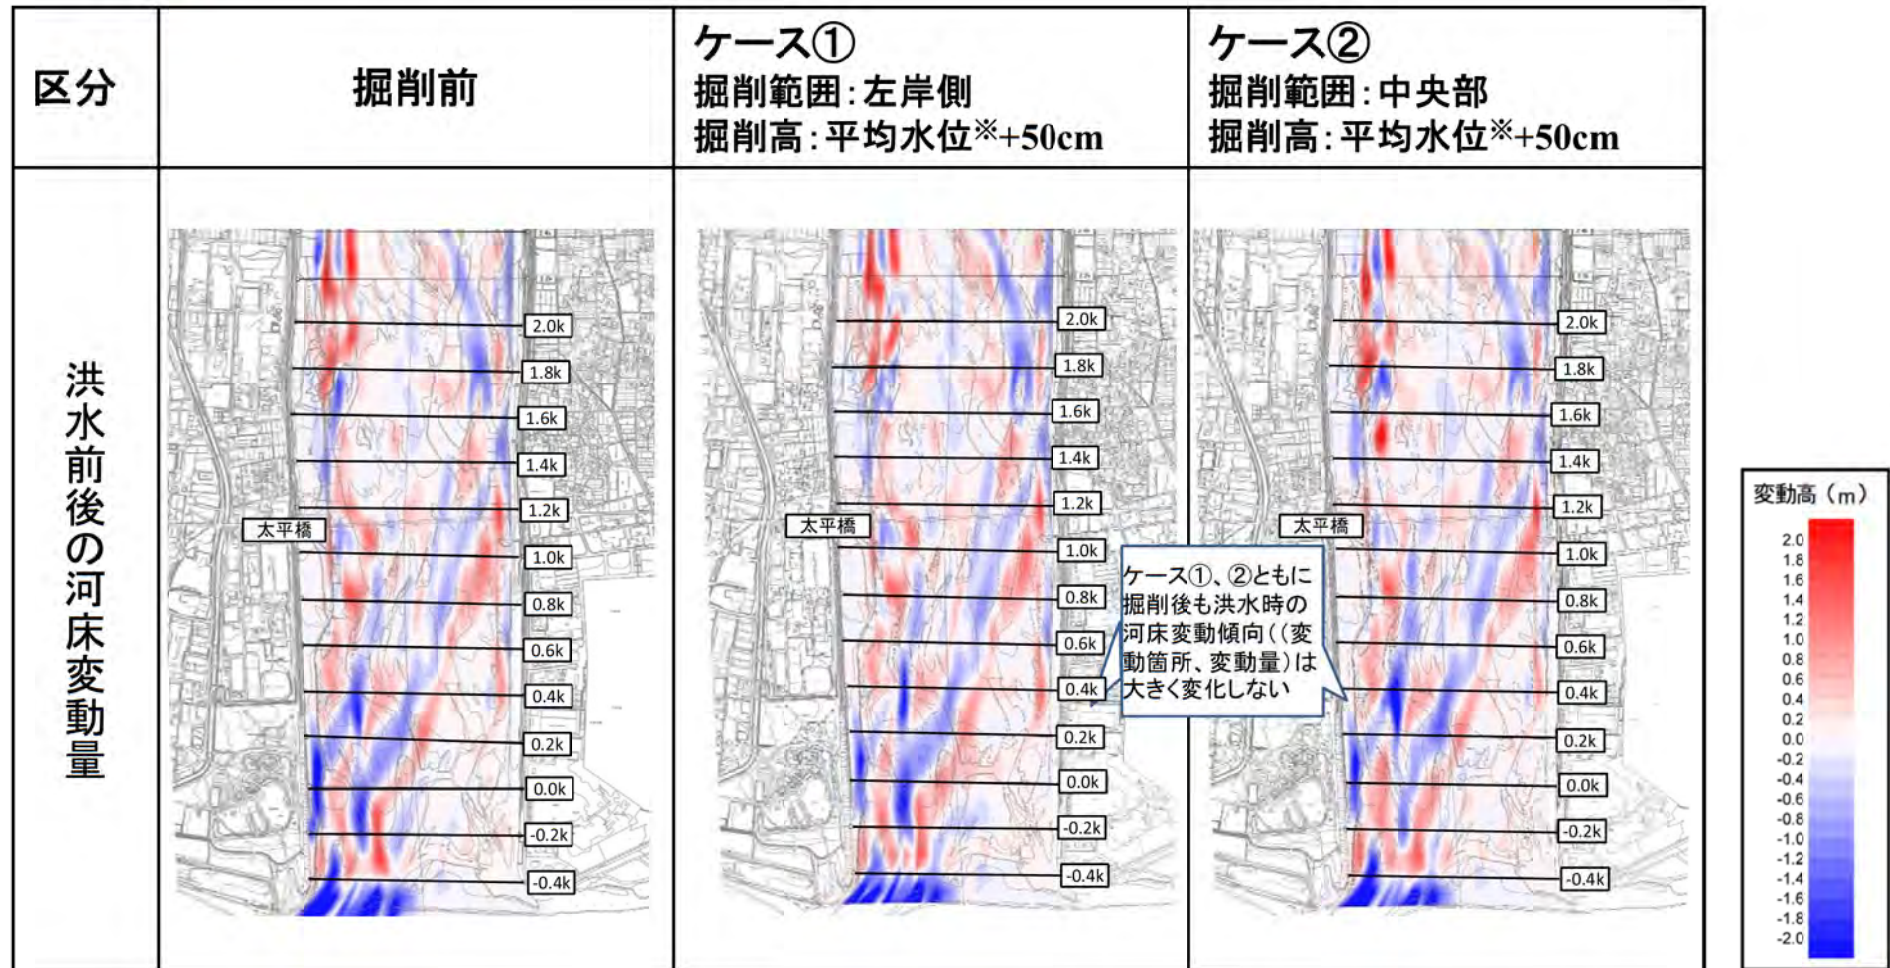 区分
掘削前
ケース①
掘削範囲：左岸側
掘削高：平均水位※+50cm
ケース②
掘削範囲：中央部
掘削高：平均水位※+50cm
洪水前後の河床変動量
2.0k
1.8k
1.6k
1.4k
1.2k
太平橋
1.0k
0.8k
0.6k
0.4k
0.2k
0.0k
-0.2k
-0.4k
2.0k
1.8k
1.6k
1.4k
1.2k
太平橋
1.0k
0.8k
0.6k
0.4k
0.2k
0.0k
-0.2k
-0.4k
ケース①、②ともに
掘削後も洪水時の
河床変動傾向((変
動箇所、変動量)は
大きく変化しない
2.0k
1.8k
1.6k
1.4k
1.2k
太平橋
1.0k
0.8k
0.6k
0.4k
0.2k
0.0k
-0.2k
-0.4k
変動高（m）
2.0
1.8
1.6
1.4
1.2
1.0
0.8
0.6
0.4
0.2
0.0
-0.2
-0.4
-0.6
-0.8
-1.0
-1.2
-1.4
-1.6
-1.8
-2.0